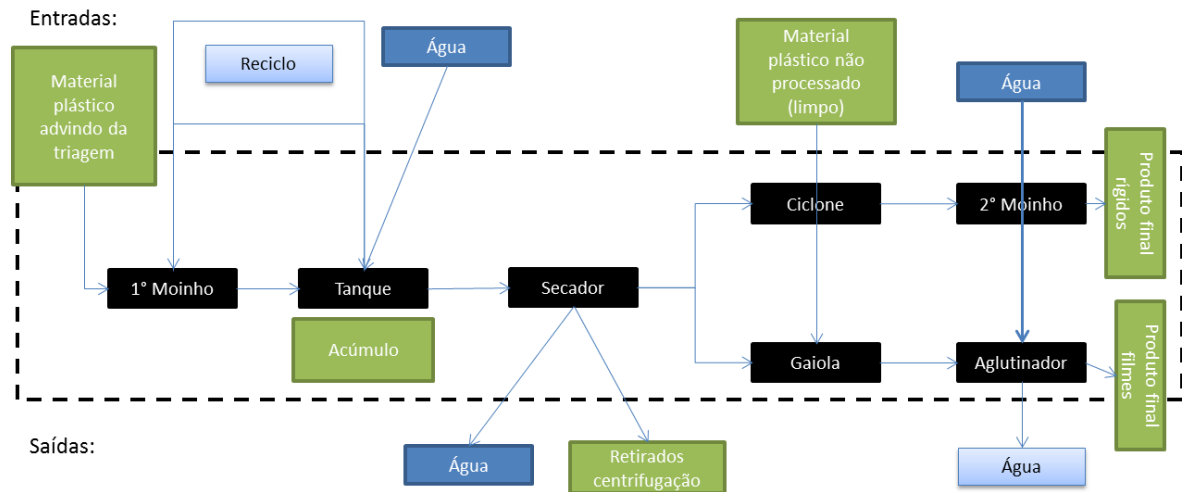 Entradas:
Material
plástico
advindo da
triagem
Reciclo
Água
Material
plástico não
processado
(limpo)
Água
Produto final
rígidos
Ciclone
2° Moinho
1° Moinho
Tanque
Secador
Acúmulo
Gaiola
Aglutinador
Produto final
filmes
Saídas:
Água
Retirados
centrifugação
Água